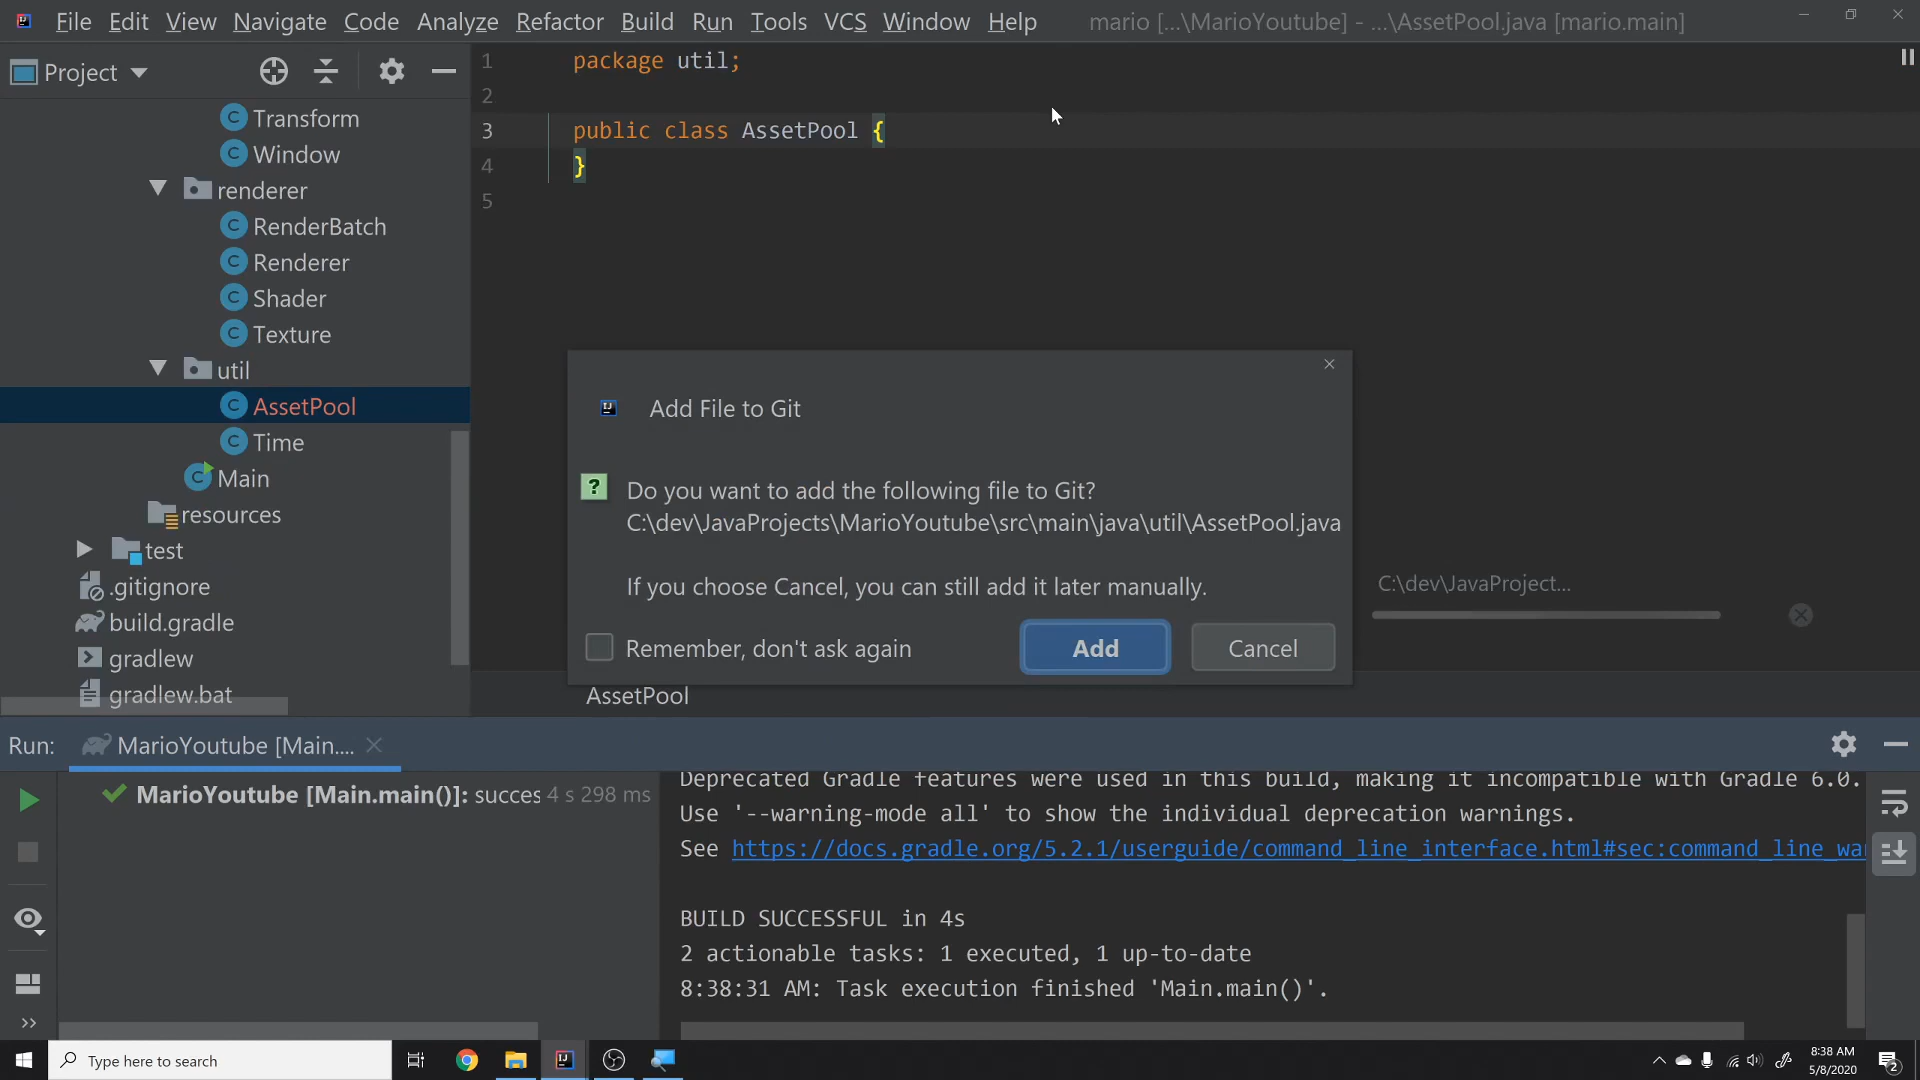 File Edit View Navigate Code Analyze Refactor Build Run Tools VCS Window Help mario [...\MarioYoutube] - ...\AssetPool.java [mario.main]
Project
Transform
Window
renderer
RenderBatch
Renderer
Shader
Texture
util
AssetPool
Time
Main
resources
test
.gitignore
build.gradle
gradlew
gradlew.bat
1 package util;
2
3 public class AssetPool {
4 }
5
Add File to Git
Do you want to add the following file to Git?
C:\dev\JavaProjects\MarioYoutube\src\main\java\util\AssetPool.java
If you choose Cancel, you can still add it later manually.
Remember, don't ask again
Add
Cancel
C:\dev\JavaProject...
AssetPool
Run: MarioYoutube [Main....
MarioYoutube [Main.main()]: succes 4 s 298 ms
Deprecated Gradle features were used in this build, making it incompatible with Gradle 6.0.
Use '--warning-mode all' to show the individual deprecation warnings.
See https://docs.gradle.org/5.2.1/userguide/command_line_interface.html#sec:command_line_wa
BUILD SUCCESSFUL in 4s
2 actionable tasks: 1 executed, 1 up-to-date
8:38:31 AM: Task execution finished 'Main.main()'.
Type here to search
8:38 AM
5/8/2020
2